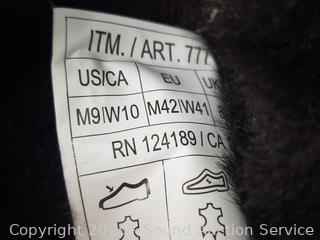 ITM. / ART. 777
US/CA EU UK
M9/W10 M42/W41
RN 124189 / CA
Copyright Sound Auction Service